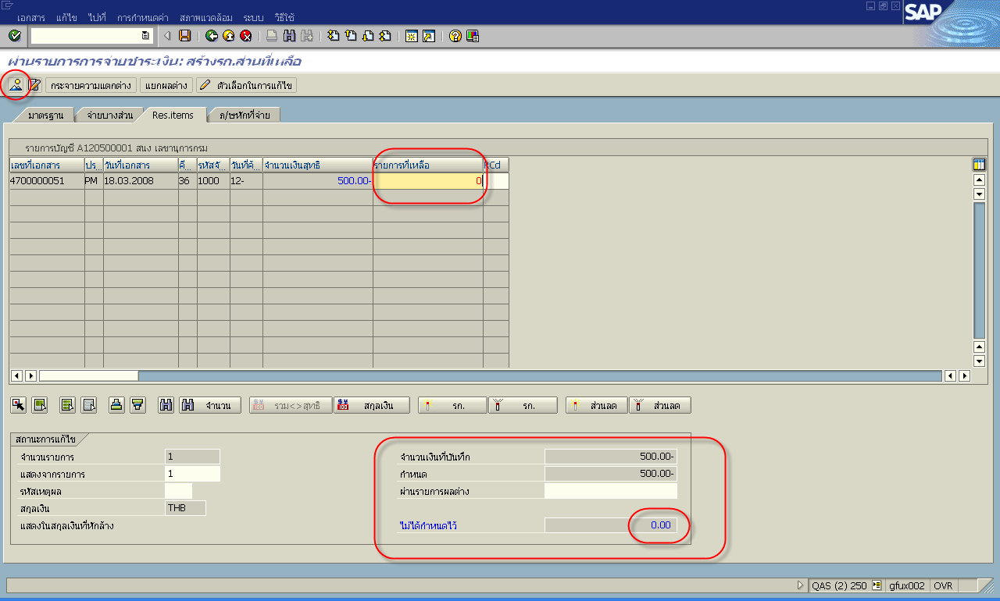 เอกสาร แก้ไข ไปที่ การกำหนดค่า สภาพแวดล้อม ระบบ วิธีใช้
SAP
ผ่านรายการการจ่ายชำระเงิน: สร้างรก.ส่วนที่เหลือ
กระจายความแตกต่าง แยกผลต่าง ตัวเลือกในการแก้ไข
มาตรฐาน จ่ายบางส่วน Res.items ภ/ษหักที่จ่าย
รายการบัญชี A120500001 สนง เลขานุการกรม
เลขที่เอกสาร ปร... วันที่เอกสาร คี... รหัสจั... วันที่ค้... จำนวนเงินสุทธิ รายการที่เหลือ RCd
4700000051 PM 18.03.2008 36 1000 12- 500.00- 0
จำนวน รวม<>สุทธิ สกุลเงิน รก. รก. ส่วนลด ส่วนลด
สถานะการแก้ไข
จำนวนรายการ 1 จำนวนเงินที่บันทึก 500.00-
แสดงจากรายการ 1 กำหนด 500.00-
รหัสเหตุผล ผ่านรายการผลต่าง
สกุลเงิน THB
แสดงในสกุลเงินที่หักล้าง ไม่ได้กำหนดไว้ 0.00
QAS (2) 250 gfux002 OVR